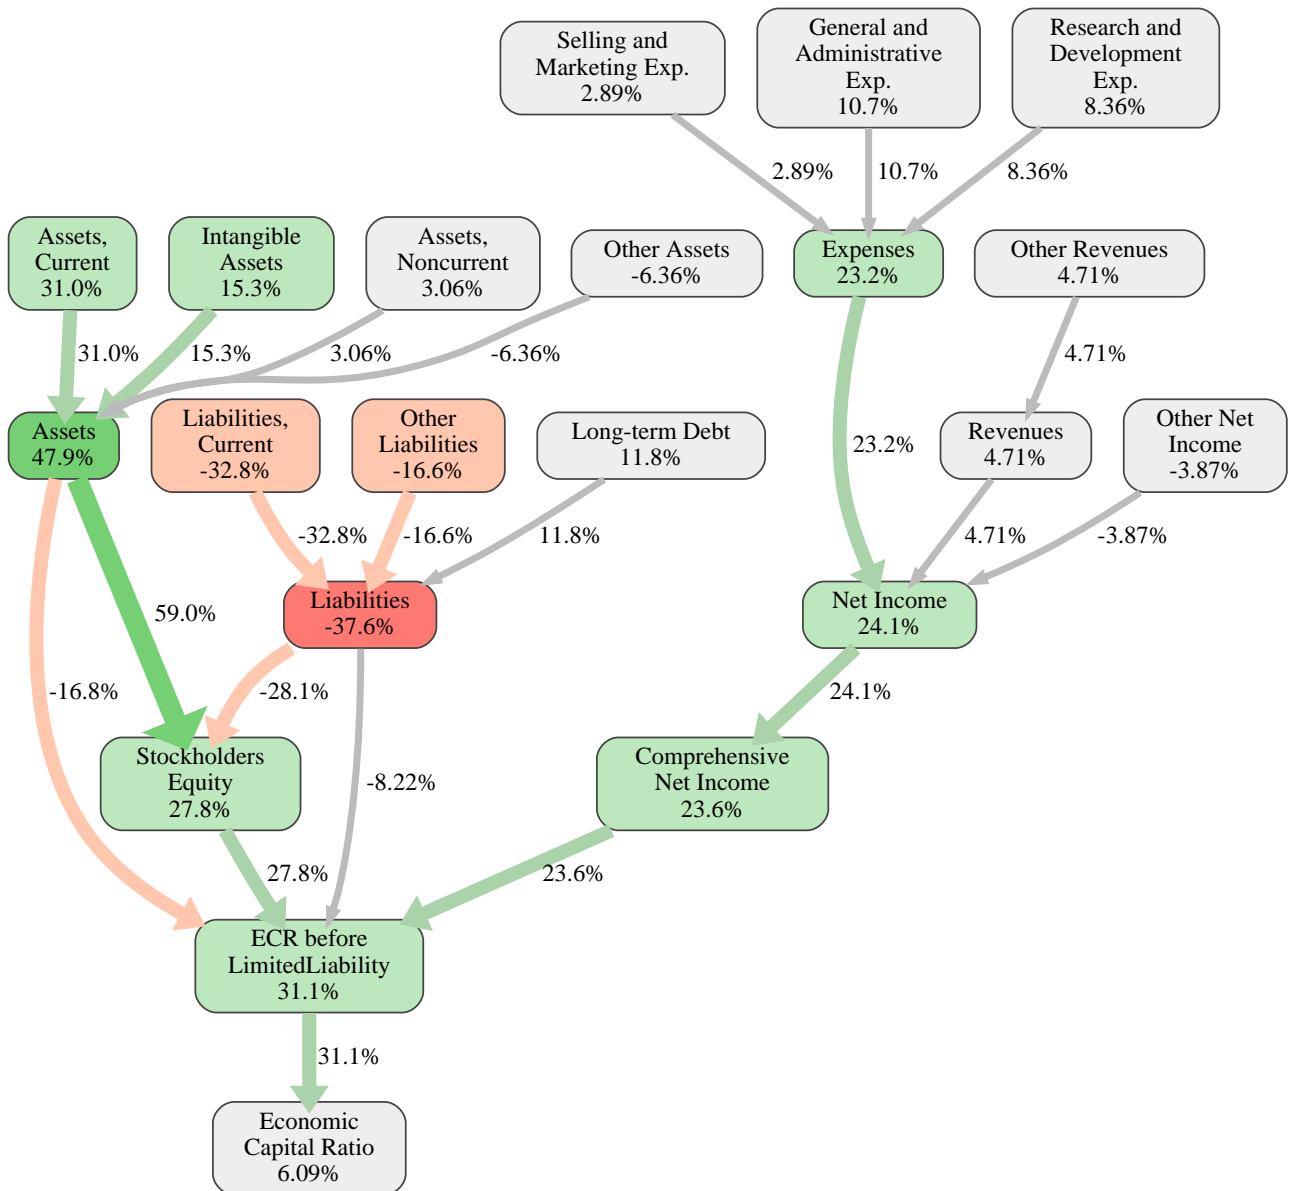 Selling and
Marketing Exp.
2.89%
General and
Administrative
Exp.
10.7%
Research and
Development
Exp.
8.36%
2.89%
10.7%
8.36%
Assets,
Current
31.0%
Intangible
Assets
15.3%
Assets,
Noncurrent
3.06%
Other Assets
-6.36%
Expenses
23.2%
Other Revenues
4.71%
31.0%
15.3%
3.06%
-6.36%
4.71%
Assets
47.9%
Liabilities,
Current
-32.8%
Other
Liabilities
-16.6%
Long-term Debt
11.8%
23.2%
Revenues
4.71%
Other Net
Income
-3.87%
-32.8%
-16.6%
11.8%
4.71%
-3.87%
59.0%
Liabilities
-37.6%
Net Income
24.1%
-16.8%
-28.1%
24.1%
Stockholders
Equity
27.8%
-8.22%
Comprehensive
Net Income
23.6%
27.8%
23.6%
ECR before
LimitedLiability
31.1%
31.1%
Economic
Capital Ratio
6.09%